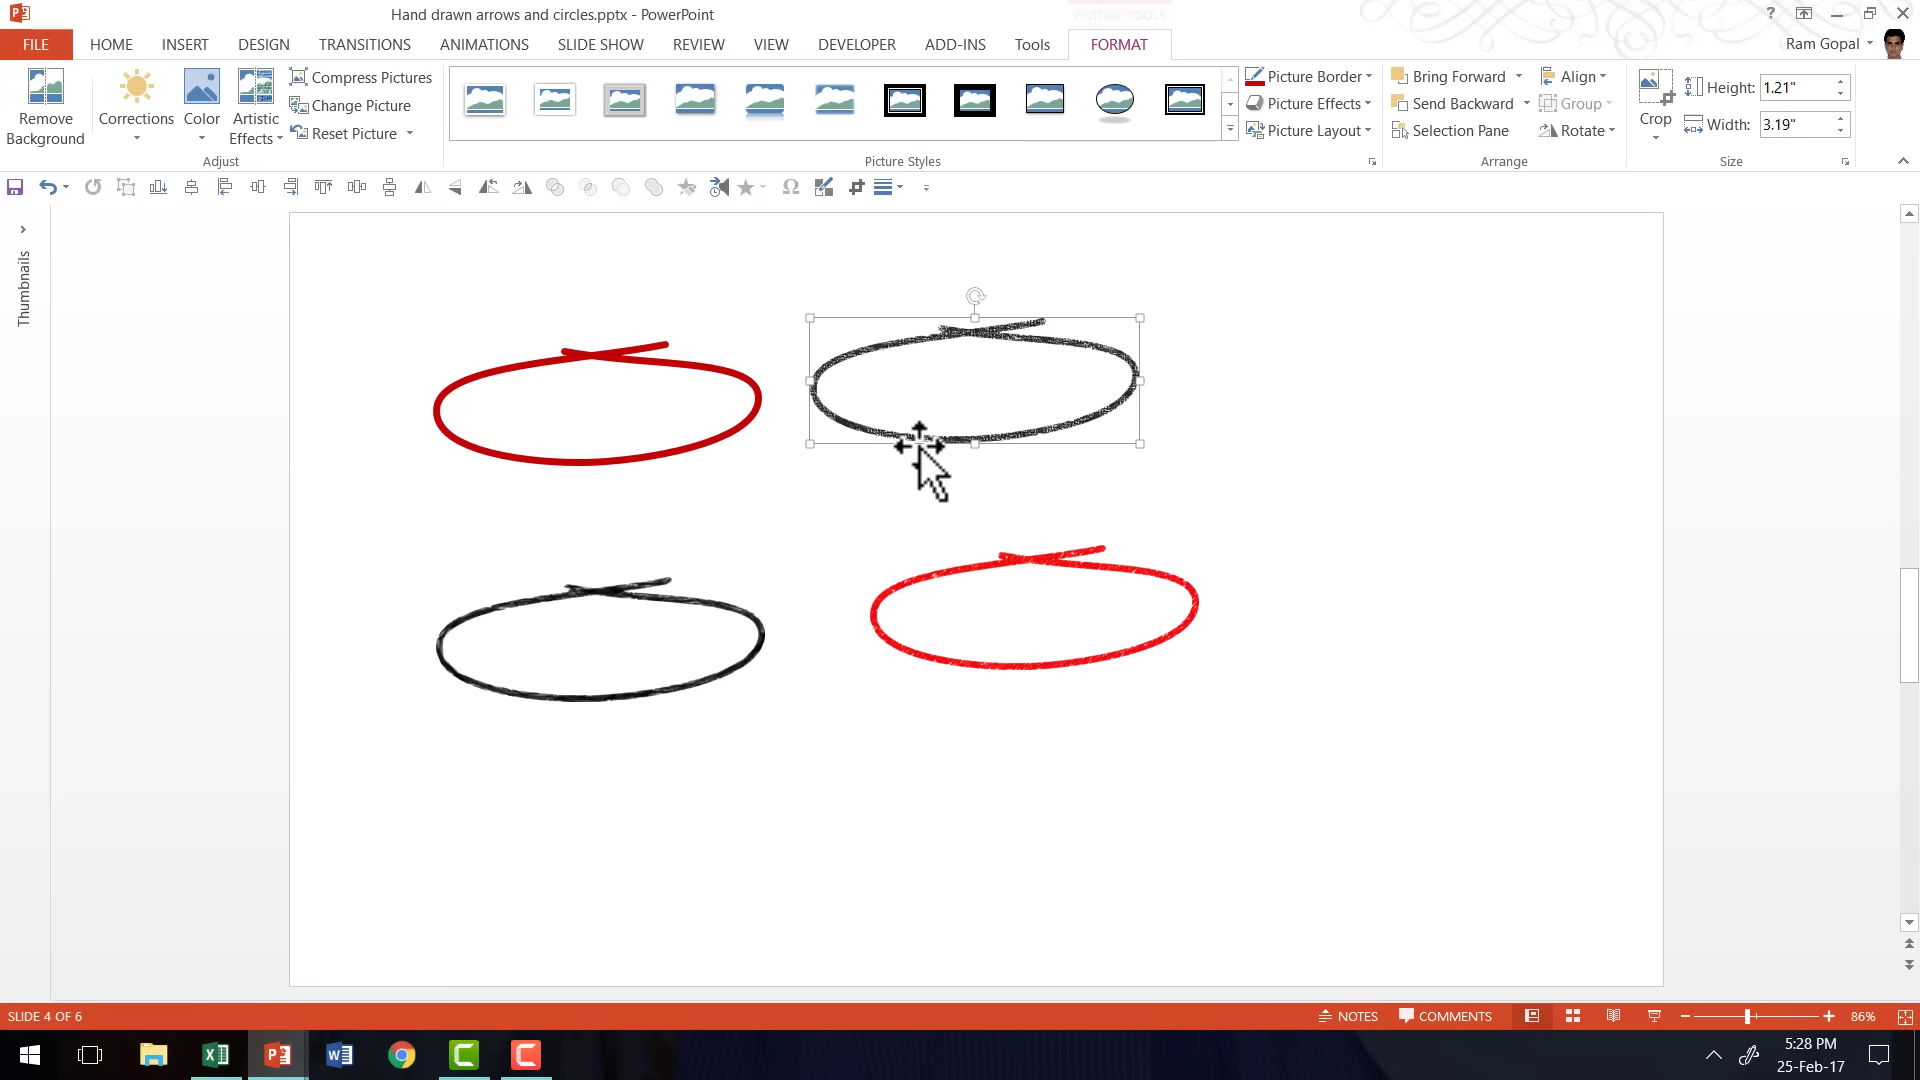 Hand drawn arrows and circles.pptx - PowerPoint
PICTURE TOOLS
?
FILE HOME INSERT DESIGN TRANSITIONS ANIMATIONS SLIDE SHOW REVIEW VIEW DEVELOPER ADD-INS Tools FORMAT
Ram Gopal
Remove Background
Corrections
Color
Artistic Effects
Compress Pictures
Change Picture
Reset Picture
Adjust
Picture Styles
Picture Border
Picture Effects
Picture Layout
Bring Forward
Send Backward
Selection Pane
Align
Group
Rotate
Arrange
Crop
Height: 1.21"
Width: 3.19"
Size
Thumbnails
SLIDE 4 OF 6
NOTES
COMMENTS
86%
5:28 PM
25-Feb-17